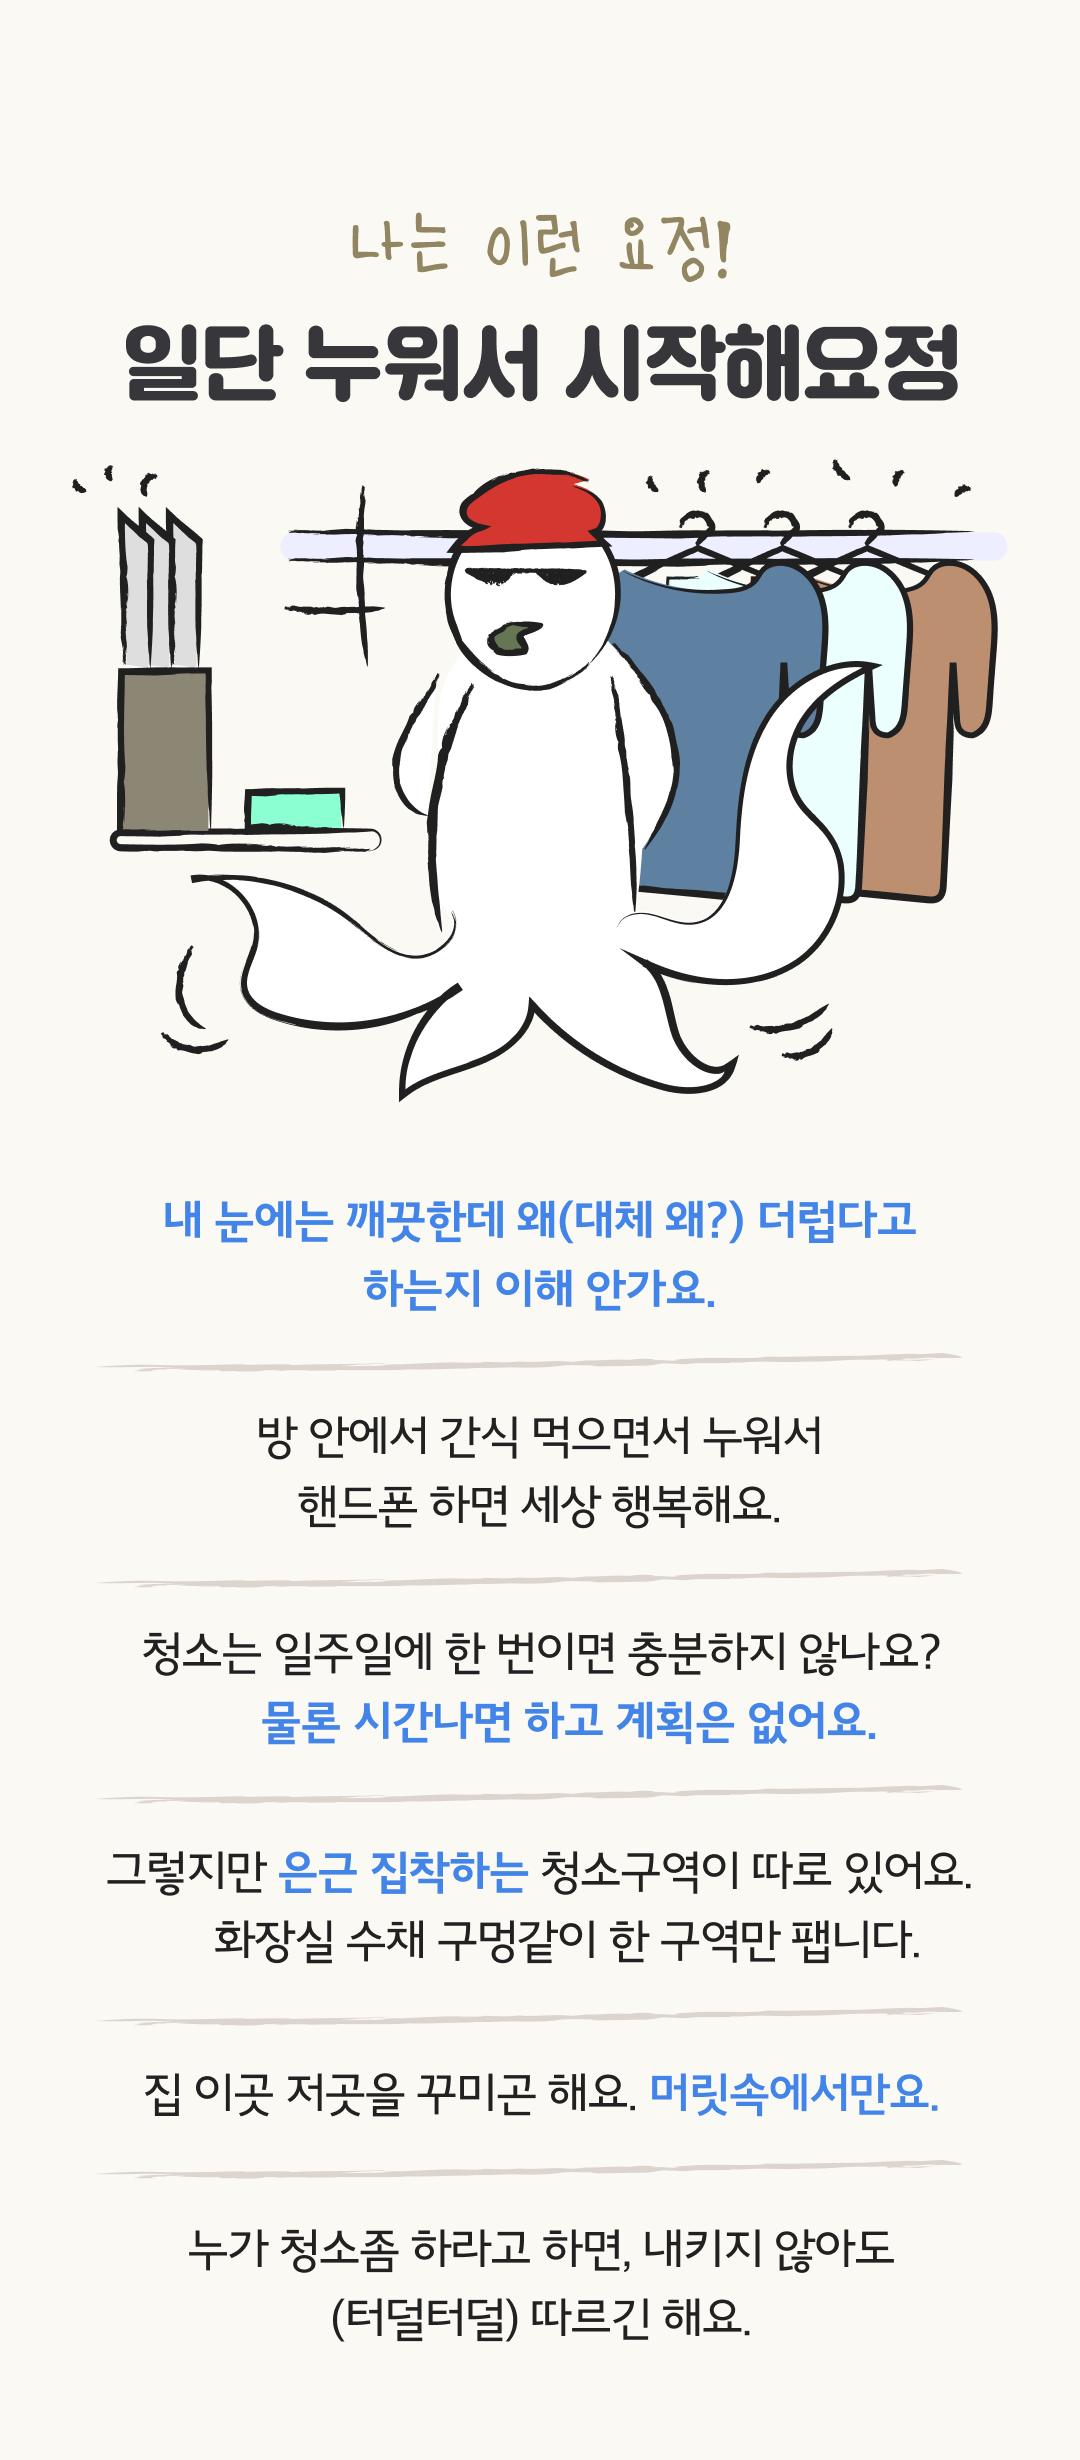 나는 이런 요정!
일단 누워서 시작해요정
내 눈에는 깨끗한데 왜(대체 왜?) 더럽다고
하는지 이해 안가요.
방 안에서 간식 먹으면서 누워서
핸드폰 하면 세상 행복해요.
청소는 일주일에 한 번이면 충분하지 않나요?
물론 시간나면 하고 계획은 없어요.
그렇지만 은근 집착하는 청소구역이 따로 있어요.
화장실 수채 구멍같이 한 구역만 팹니다.
집 이곳 저곳을 꾸미곤 해요. 머릿속에서만요.
누가 청소좀 하라고 하면, 내키지 않아도
(터덜터덜) 따르긴 해요.